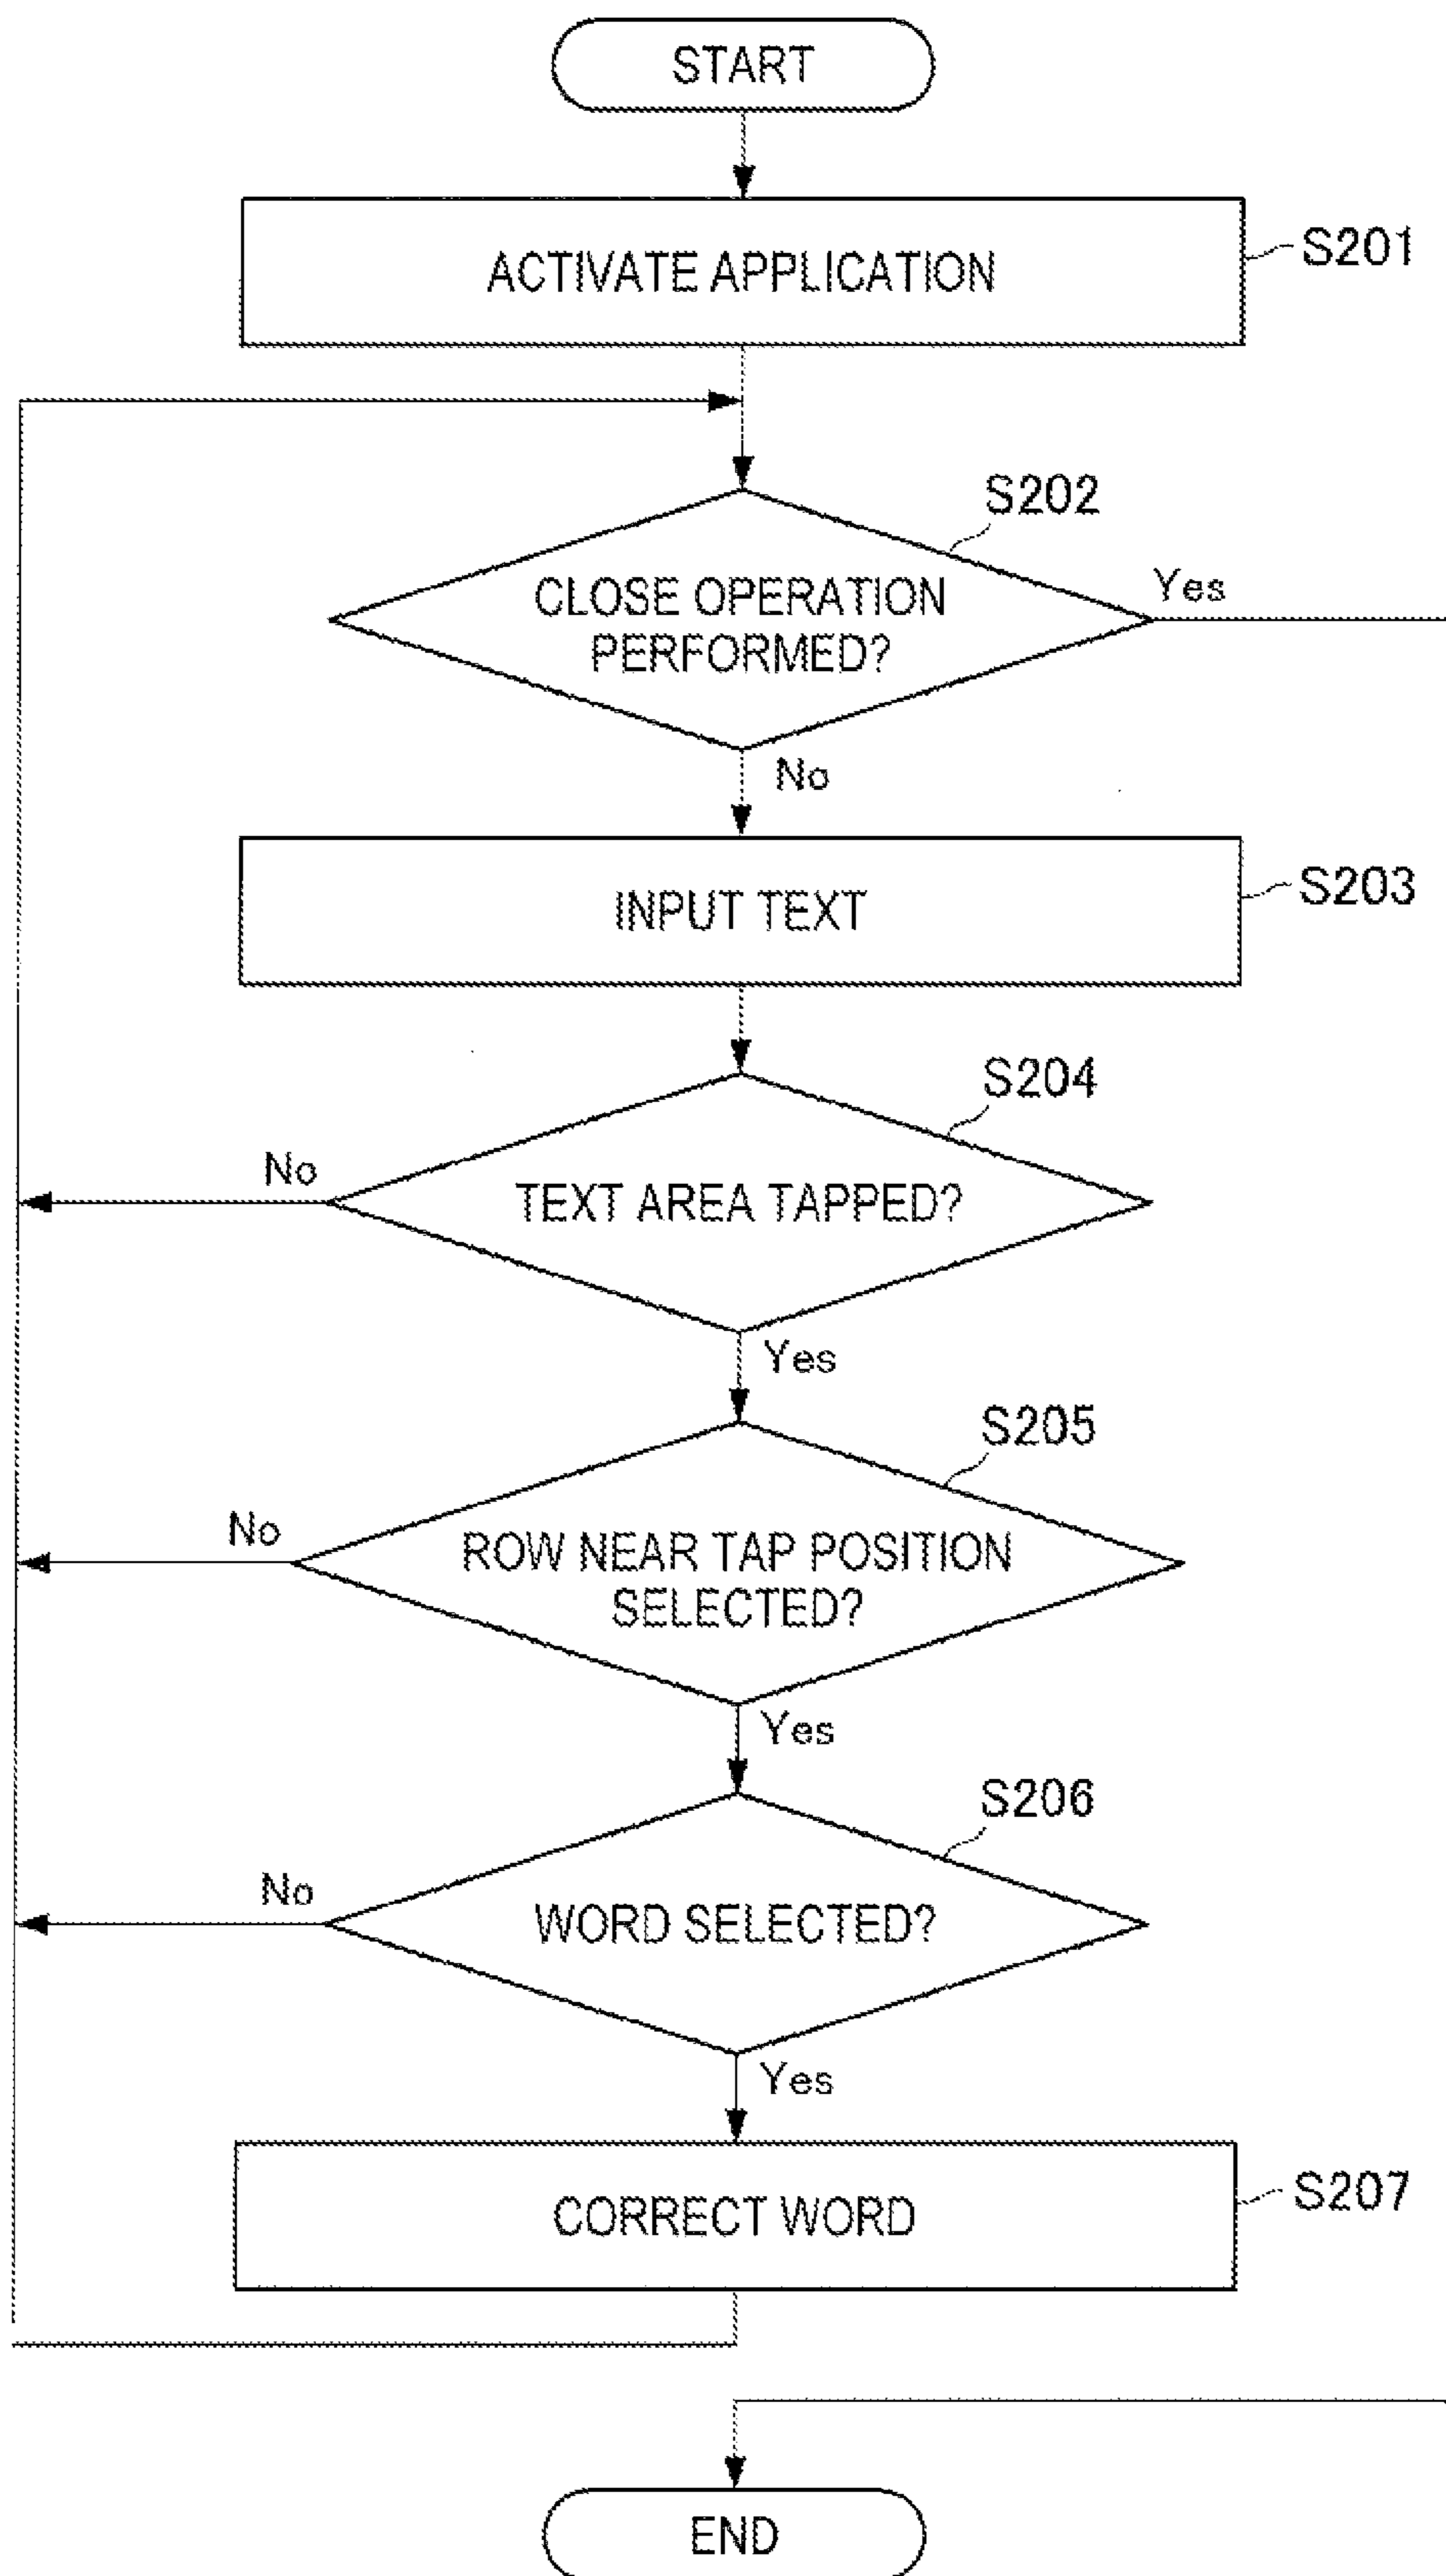 START
ACTIVATE APPLICATION
S201
S202
CLOSE OPERATION
PERFORMED?
Yes
No
INPUT TEXT
S203
S204
No
TEXT AREA TAPPED?
Yes
S205
No
ROW NEAR TAP POSITION
SELECTED?
Yes
S206
No
WORD SELECTED?
Yes
CORRECT WORD
S207
END